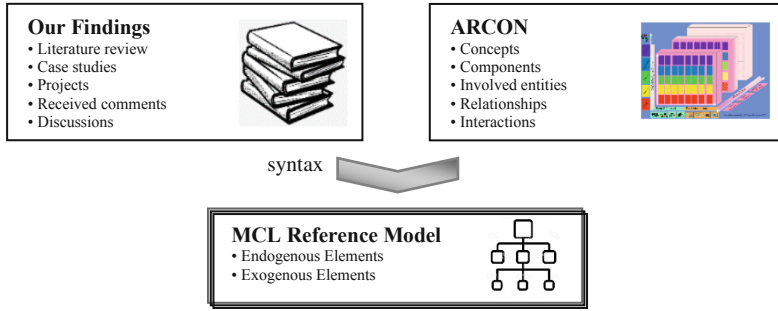 Our Findings
• Literature review
• Case studies
• Projects
• Received comments
• Discussions
ARCON
• Concepts
• Components
• Involved entities
• Relationships
• Interactions
syntax
MCL Reference Model
• Endogenous Elements
• Exogenous Elements